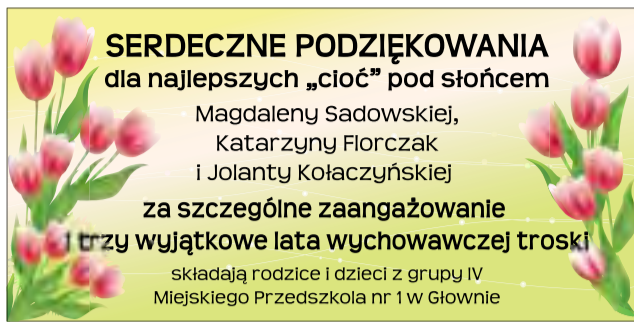 SERDECZNE PODZIĘKOWANIA
dla najlepszych „cioć” pod słońcem
Magdaleny Sadowskiej,
Katarzyny Florczak
i Jolanty Kołaczyńskiej
za szczególne zaangażowanie
i trzy wyjątkowe lata wychowawczej troski
składają rodzice i dzieci z grupy IV
Miejskiego Przedszkola nr 1 w Głownie